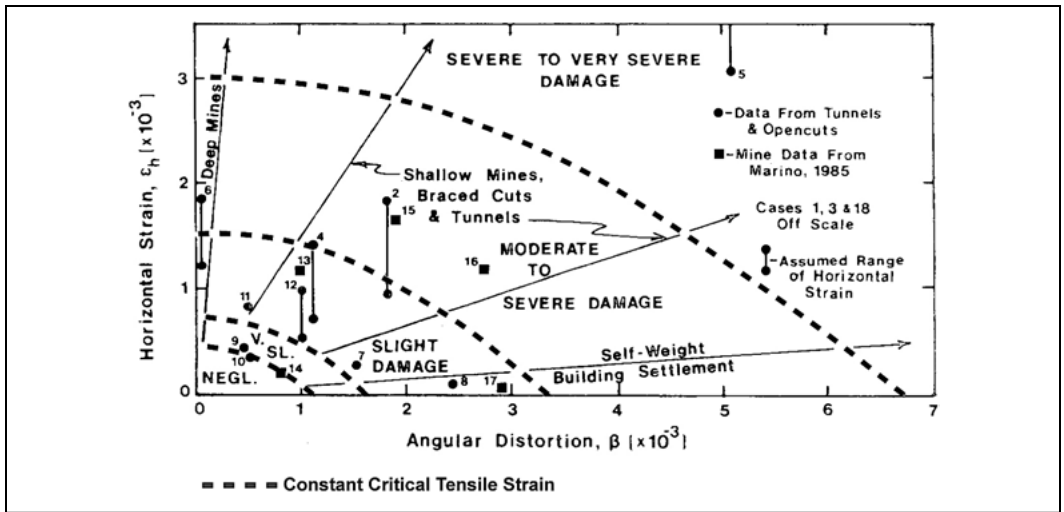 SEVERE TO VERY SEVERE
DAMAGE
5
3
Deep Mines
Horizontal Strain, εh [x10⁻³)
●-Data From Tunnels
& Opencuts
■-Mine Data From
Marino, 1985
Shallow Mines,
Braced Cuts
& Tunnels
2
6
2
15
Cases 1, 3 & 18
Off Scale
4
13
MODERATE
TO
16
Assumed Range
of Horizontal
Strain
12
1
11
SEVERE DAMAGE
V.
SL.
9
10
SLIGHT
DAMAGE
7
Self-Weight
Building Settlement
NEGL.
14
8
17
0
0 1 2 3 4 5 6 7
Angular Distortion, β [x10⁻³)
Constant Critical Tensile Strain